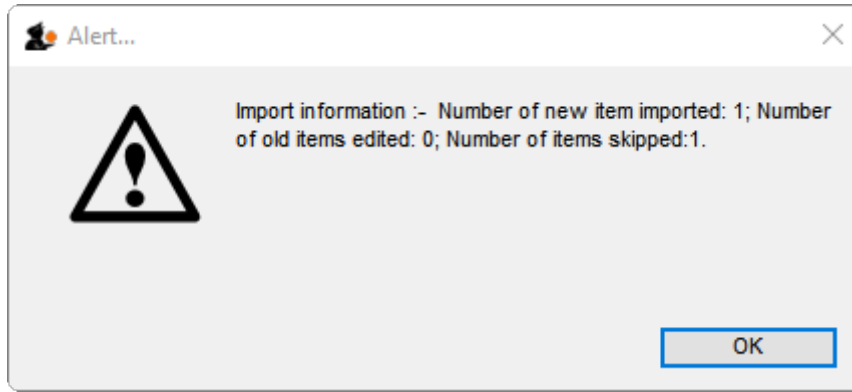 Alert...
Import information :-  Number of new item imported: 1; Number
of old items edited: 0; Number of items skipped:1.
OK